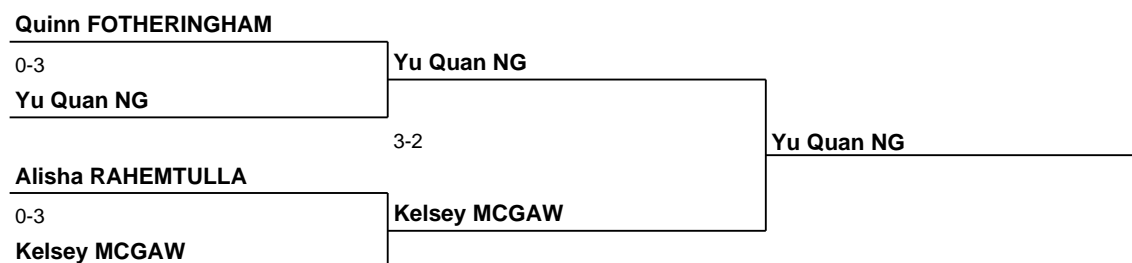 Quinn FOTHERINGHAM
0-3
Yu Quan NG
Yu Quan NG
3-2
Yu Quan NG
Alisha RAHEMTULLA
0-3
Kelsey MCGAW
Kelsey MCGAW